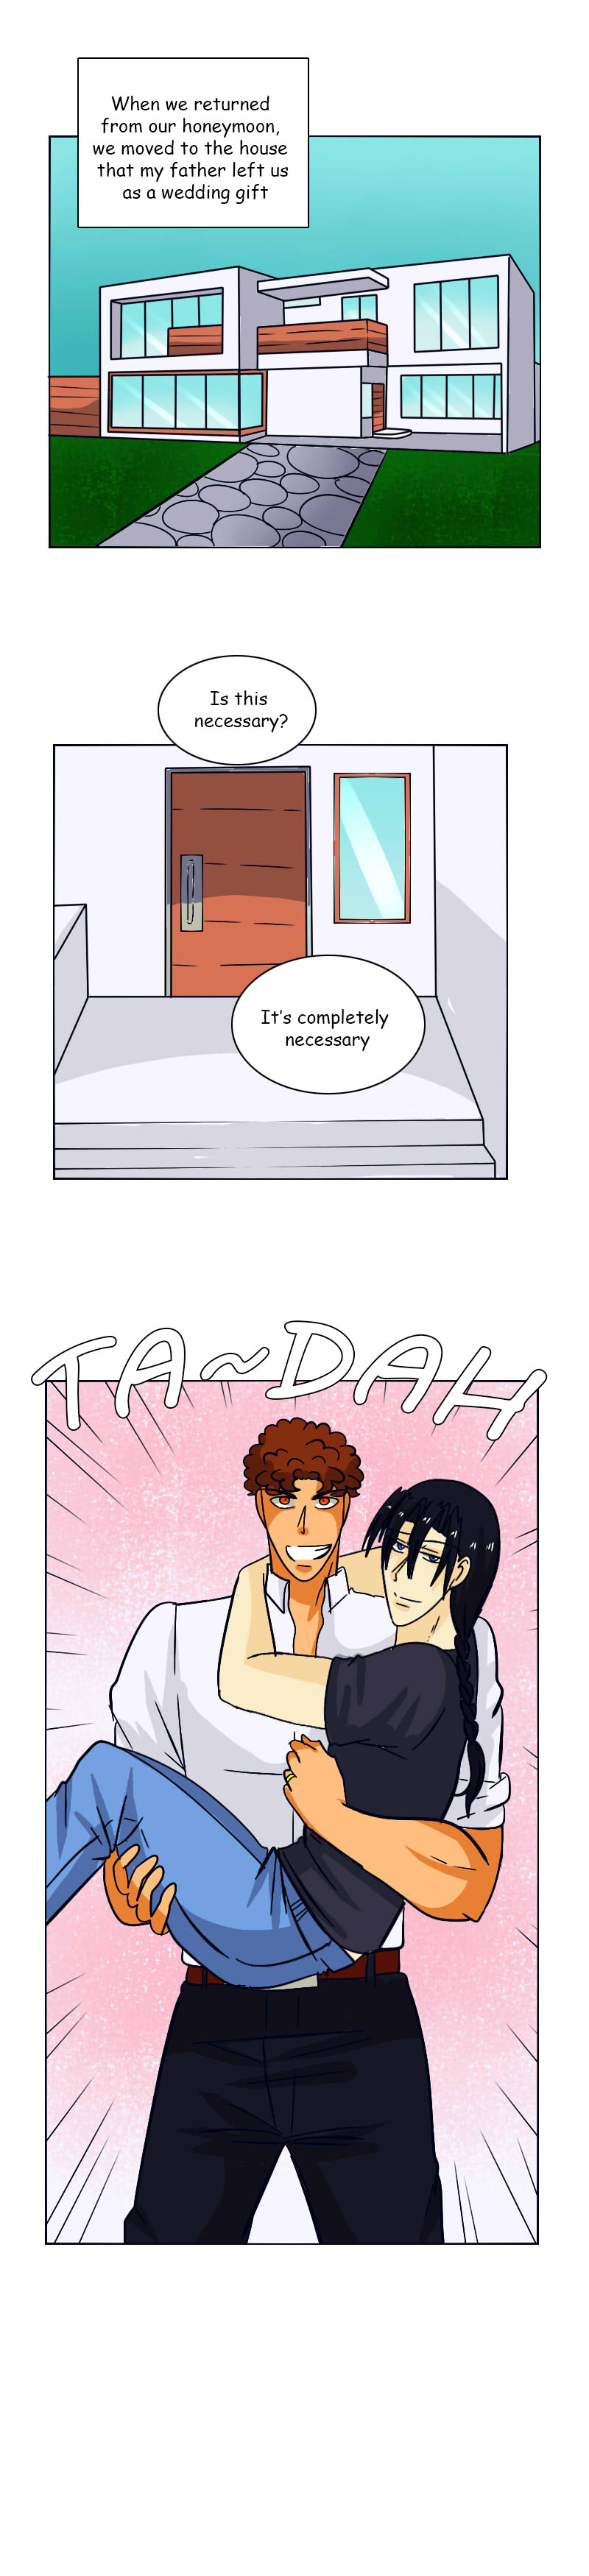 When we returned
from our honeymoon,
we moved to the house
that my father left us
as a wedding gift
Is this
necessary?
It's completely
necessary
TA~DAH